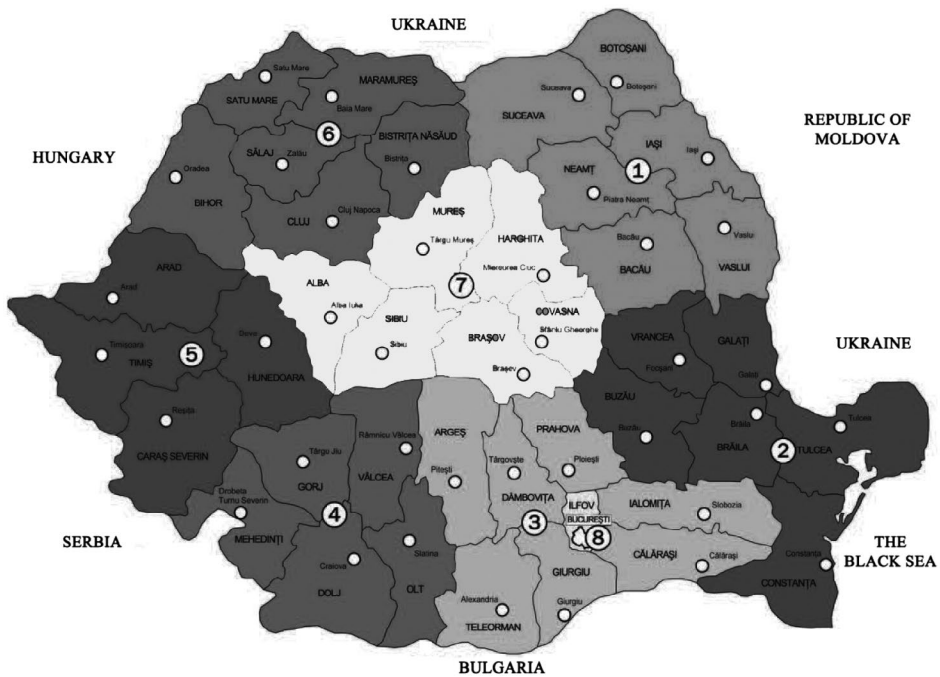 UKRAINE
BOTOȘANI
Satu Mare
Botoșani
MARAMUREȘ
Suceava
SATU MARE
Baia Mare
SUCEAVA
REPUBLIC OF
MOLDOVA
6
BISTRIȚA NĂSĂUD
IAȘI
HUNGARY
SĂLAJ
Zalău
Iași
Oradea
Bistrița
NEAMȚ
1
BIHOR
Piatra Neamț
CLUJ
Cluj Napoca
MUREȘ
Târgu Mureș
HARGHITA
Bacău
Vaslui
ARAD
Miercurea Ciuc
BACĂU
VASLUI
ALBA
7
Arad
Alba Iulia
SIBIU
COVASNA
Sfântu Gheorghe
Timișoara
5
Deva
Sibiu
BRAȘOV
VRANCEA
GALAȚI
UKRAINE
TIMIȘ
HUNEDOARA
Brașov
Focșani
Galați
Reșița
BUZĂU
Brăila
Tulcea
CARAȘ SEVERIN
Râmnicu Vâlcea
ARGEȘ
PRAHOVA
Buzău
BRĂILA
2
TULCEA
Târgu Jiu
Pitești
Târgovște
Ploiești
GORJ
VÂLCEA
DÂMBOVIȚA
ILFOV
IALOMIȚA
Slobozia
Drobeta
Turnu Severin
4
3
BUCUREȘTI
8
SERBIA
MEHEDINȚI
Slatina
CĂLĂRAȘI
Călărași
Constanța
THE
BLACK SEA
Craiova
OLT
GIURGIU
CONSTANȚA
DOLJ
Alexandria
Giurgiu
TELEORMAN
BULGARIA